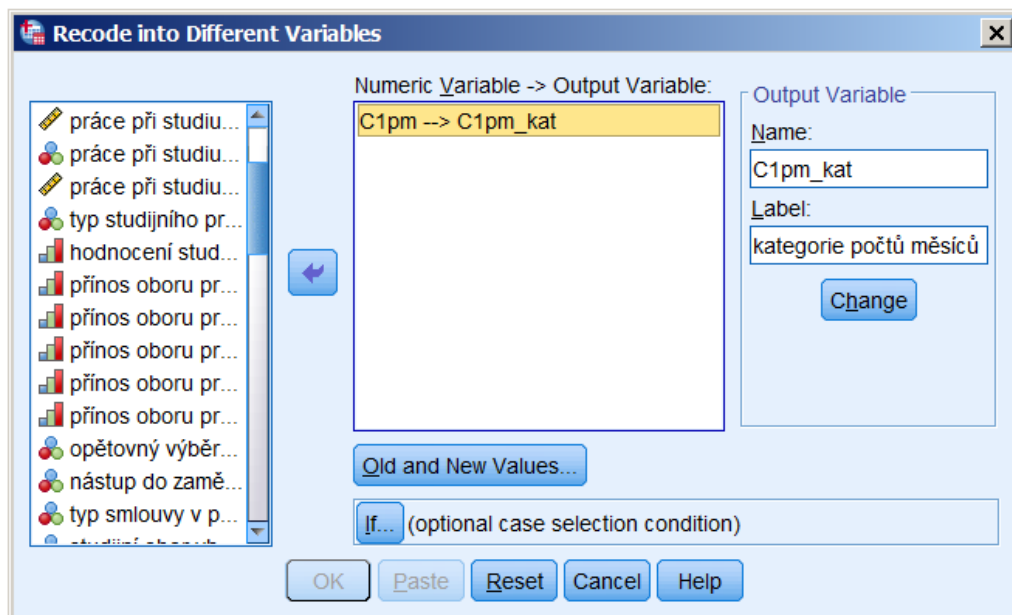 Recode into Different Variables
práce při studiu...
práce při studiu...
práce při studiu...
typ studijního pr...
hodnocení stud...
přínos oboru pr...
přínos oboru pr...
přínos oboru pr...
přínos oboru pr...
přínos oboru pr...
opětovný výběr...
nástup do zamě...
typ smlouvy v p...
Numeric Variable -> Output Variable:
C1pm --> C1pm_kat
Old and New Values...
If... (optional case selection condition)
Output Variable
Name:
C1pm_kat
Label:
kategorie počtů měsíců
Change
OK Paste Reset Cancel Help